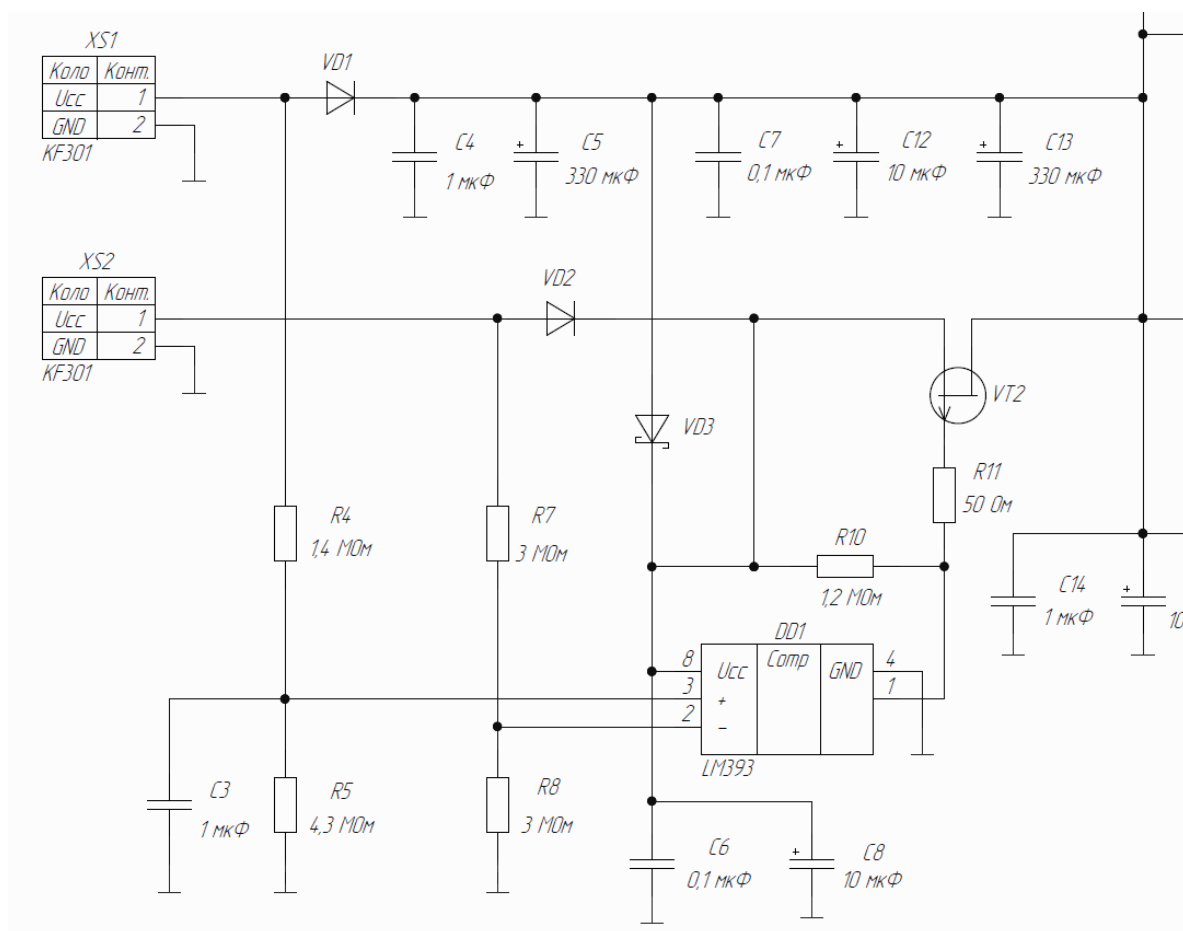 XS1
Коло Конт.
Ucc 1
GND 2
KF301
VD1
C4
1 мкФ
+ C5
330 мкФ
C7
0,1 мкФ
+ C12
10 мкФ
+ C13
330 мкФ
XS2
Коло Конт.
Ucc 1
GND 2
KF301
VD2
VT2
VD3
R11
50 Ом
R4
1,4 МОм
R7
3 МОм
R10
1,2 МОм
C14
1 мкФ
+
10
DD1
8 Ucc Comp GND 4
3 + 1
2 –
LM393
C3
1 мкФ
R5
4,3 МОм
R8
3 МОм
C6
0,1 мкФ
+ C8
10 мкФ